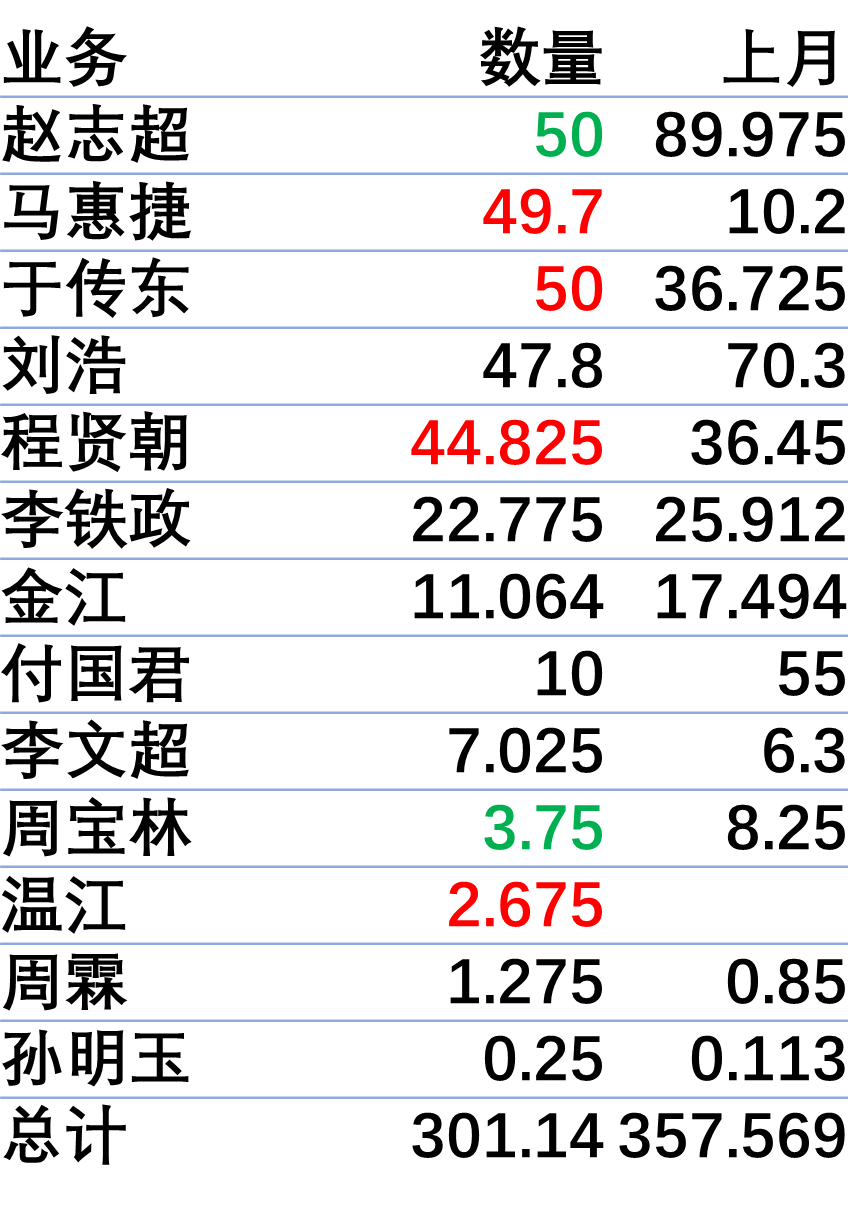 业务 数量 上月
赵志超 50 89.975
马惠捷 49.7 10.2
于传东 50 36.725
刘浩 47.8 70.3
程贤朝 44.825 36.45
李铁政 22.775 25.912
金江 11.064 17.494
付国君 10 55
李文超 7.025 6.3
周宝林 3.75 8.25
温江 2.675
周霖 1.275 0.85
孙明玉 0.25 0.113
总计 301.14 357.569